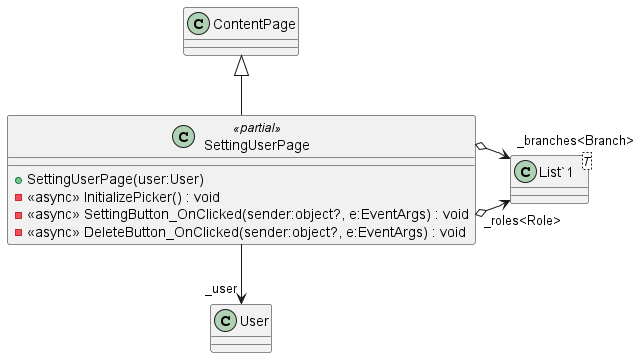 C ContentPage
«partial»
C SettingUserPage
SettingUserPage(user:User)
«async» InitializePicker() : void
«async» SettingButton_OnClicked(sender:object?, e:EventArgs) : void
«async» DeleteButton_OnClicked(sender:object?, e:EventArgs) : void
_branches<Branch>
T
C List`1
_roles<Role>
_user
C User